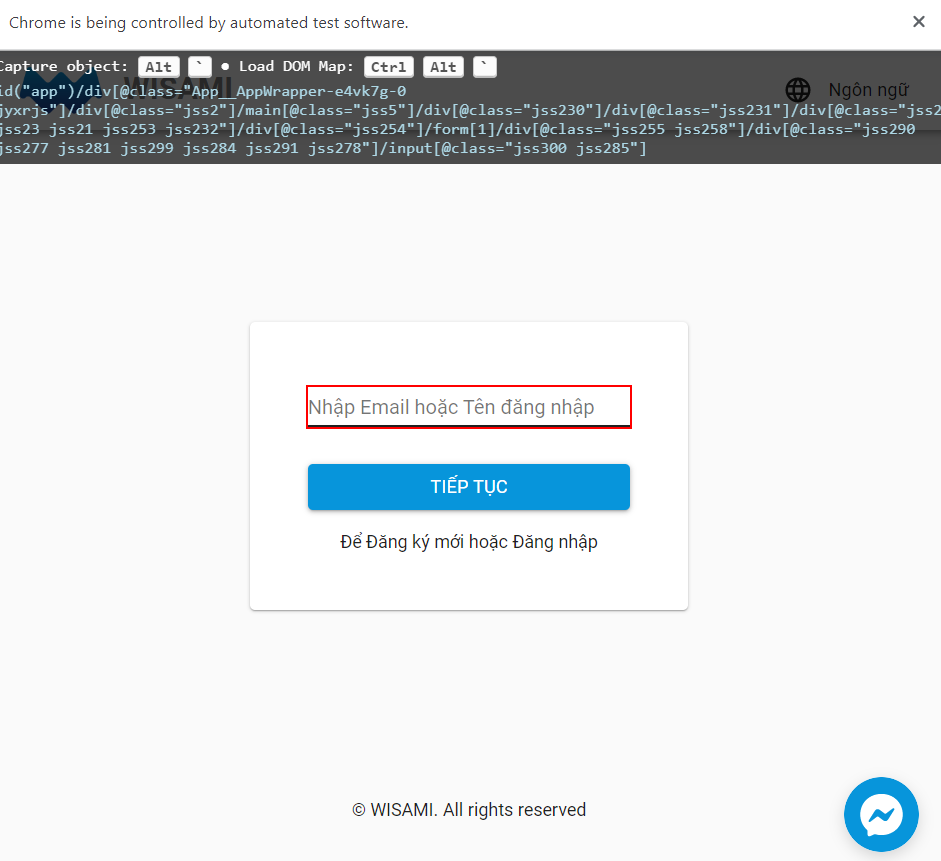 Chrome is being controlled by automated test software.
Capture object: Alt ` ● Load DOM Map: Ctrl Alt `
id("app")/div[@class="App__AppWrapper-e4vk7g-0
jyxrjs"]/div[@class="jss2"]/main[@class="jss5"]/div[@class="jss230"]/div[@class="jss231"]/div[@class="jss2
jss23 jss21 jss253 jss232"]/div[@class="jss254"]/form[1]/div[@class="jss255 jss258"]/div[@class="jss290
jss277 jss281 jss299 jss284 jss291 jss278"]/input[@class="jss300 jss285"]
WISAMI
Ngôn ngữ
Nhập Email hoặc Tên đăng nhập
TIẾP TỤC
Để Đăng ký mới hoặc Đăng nhập
© WISAMI. All rights reserved